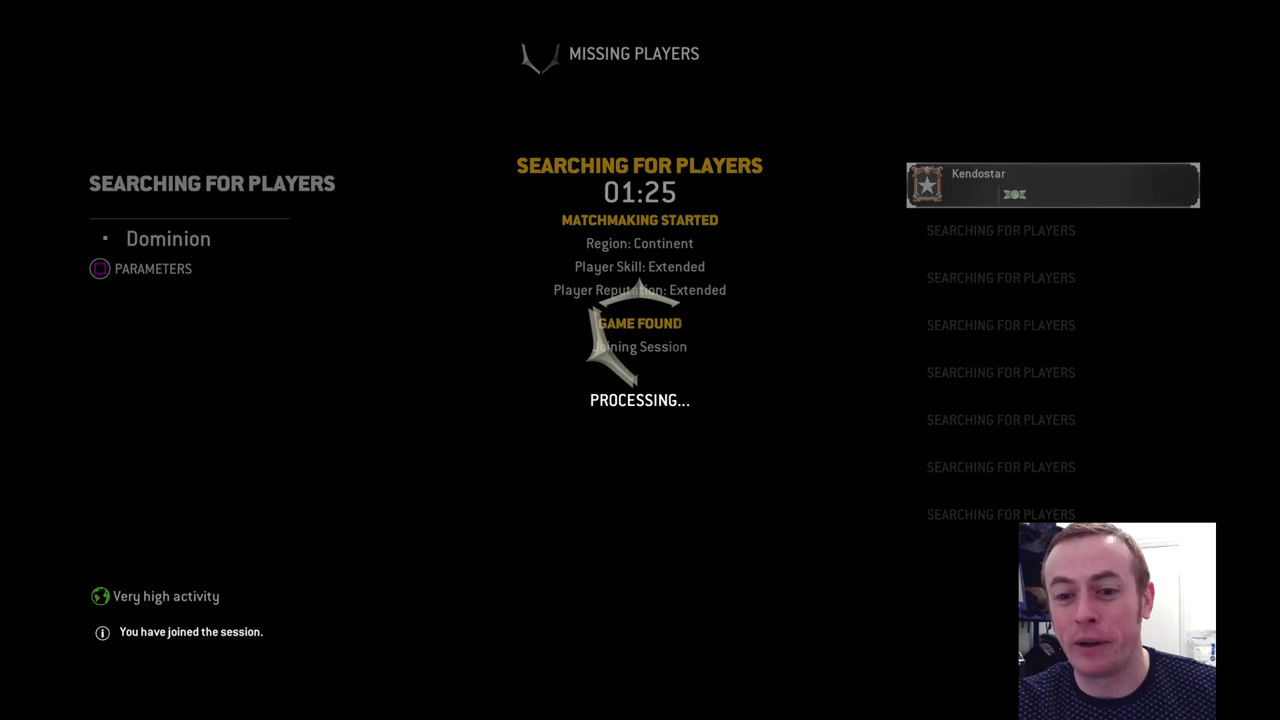 MISSING PLAYERS
SEARCHING FOR PLAYERS
Dominion
PARAMETERS
SEARCHING FOR PLAYERS
01:25
MATCHMAKING STARTED
Region: Continent
Player Skill: Extended
Player Reputation: Extended
GAME FOUND
Joining Session
PROCESSING...
Kendostar
SEARCHING FOR PLAYERS
SEARCHING FOR PLAYERS
SEARCHING FOR PLAYERS
SEARCHING FOR PLAYERS
SEARCHING FOR PLAYERS
SEARCHING FOR PLAYERS
SEARCHING FOR PLAYERS
Very high activity
You have joined the session.